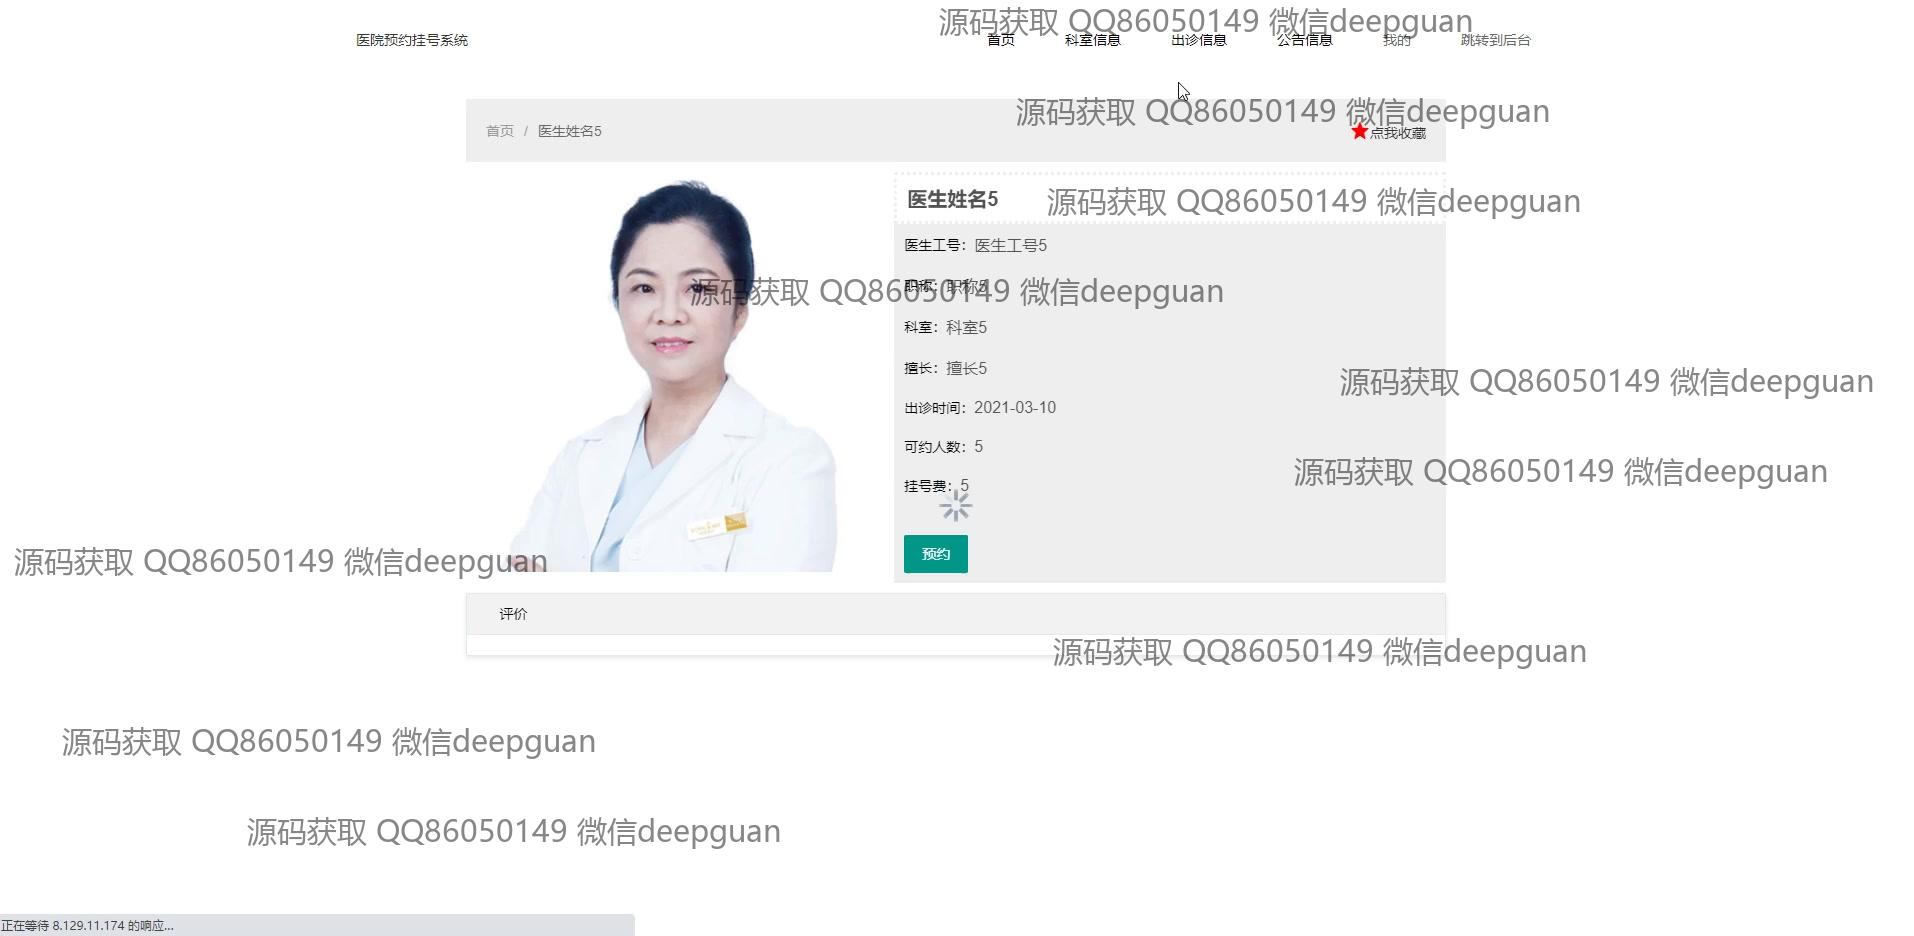 源码获取 QQ86050149 微信deepguan
医院预约挂号系统
首页
科室信息
出诊信息
公告信息
我的
跳转到后台
源码获取 QQ86050149 微信deepguan
首页 / 医生姓名5
点我收藏
医生姓名5
源码获取 QQ86050149 微信deepguan
医生工号：医生工号5
职称：职称5
源码获取 QQ86050149 微信deepguan
科室：科室5
擅长：擅长5
源码获取 QQ86050149 微信deepguan
出诊时间：2021-03-10
可约人数：5
源码获取 QQ86050149 微信deepguan
挂号费：5
预约
源码获取 QQ86050149 微信deepguan
评价
源码获取 QQ86050149 微信deepguan
源码获取 QQ86050149 微信deepguan
源码获取 QQ86050149 微信deepguan
正在等待 8.129.11.174 的响应...